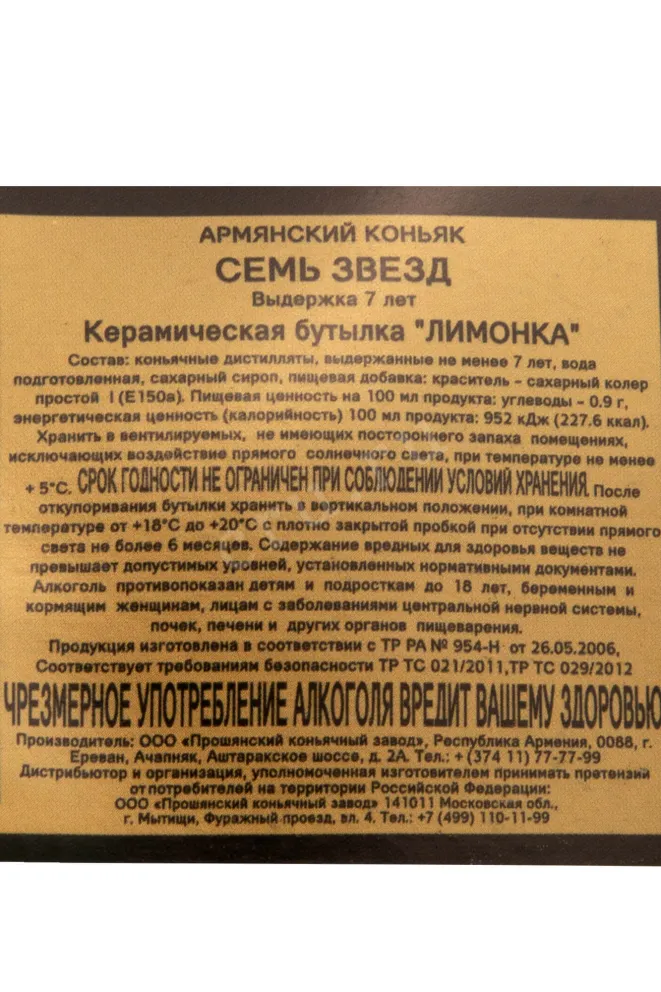 АРМЯНСКИЙ КОНЬЯК
СЕМЬ ЗВЕЗД
Выдержка 7 лет
Керамическая бутылка "ЛИМОНКА"
Состав: коньячные дистилляты, выдержанные не менее 7 лет, вода
подготовленная, сахарный сироп, пищевая добавка: краситель – сахарный колер
простой I (Е150а). Пищевая ценность на 100 мл продукта: углеводы – 0.9 г,
энергетическая ценность (калорийность) 100 мл продукта: 952 кДж (227.6 ккал).
Хранить в вентилируемых, не имеющих постороннего запаха помещениях,
исключающих воздействие прямого солнечного света, при температуре не менее
+ 5°С. СРОК ГОДНОСТИ НЕ ОГРАНИЧЕН ПРИ СОБЛЮДЕНИИ УСЛОВИЙ ХРАНЕНИЯ. После
откупоривания бутылки хранить в вертикальном положении, при комнатной
температуре от +18°С до +20°С с плотно закрытой пробкой при отсутствии прямого
света не более 6 месяцев. Содержание вредных для здоровья веществ не
превышает допустимых уровней, установленных нормативными документами.
Алкоголь противопоказан детям и подросткам до 18 лет, беременным и
кормящим женщинам, лицам с заболеваниями центральной нервной системы,
почек, печени и других органов пищеварения.
Продукция изготовлена в соответствии с ТР РА № 954-Н от 26.05.2006,
Соответствует требованиям безопасности ТР ТС 021/2011,ТР ТС 029/2012
ЧРЕЗМЕРНОЕ УПОТРЕБЛЕНИЕ АЛКОГОЛЯ ВРЕДИТ ВАШЕМУ ЗДОРОВЬЮ
Производитель: ООО «Прошянский коньячный завод», Республика Армения, 0088, г.
Ереван, Ачапняк, Аштаракское шоссе, д. 2А. Тел.: + (374 11) 77-77-99
Дистрибьютор и организация, уполномоченная изготовителем принимать претензий
от потребителей на территории Российской Федерации:
ООО «Прошянский коньячный завод» 141011 Московская обл.,
г. Мытищи, Фуражный проезд, вл. 4. Тел.: +7 (499) 110-11-99